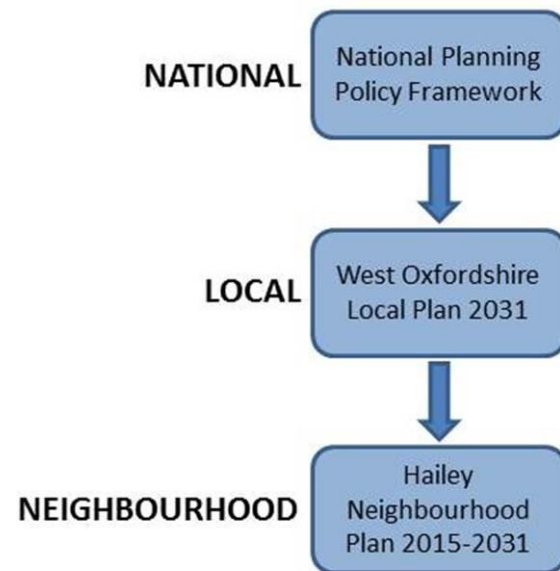 NATIONAL
National Planning
Policy Framework
LOCAL
West Oxfordshire
Local Plan 2031
NEIGHBOURHOOD
Hailey
Neighbourhood
Plan 2015-2031